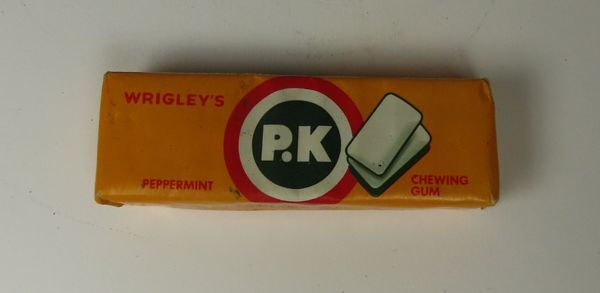 WRIGLEY'S
P.K
PEPPERMINT
CHEWING
GUM